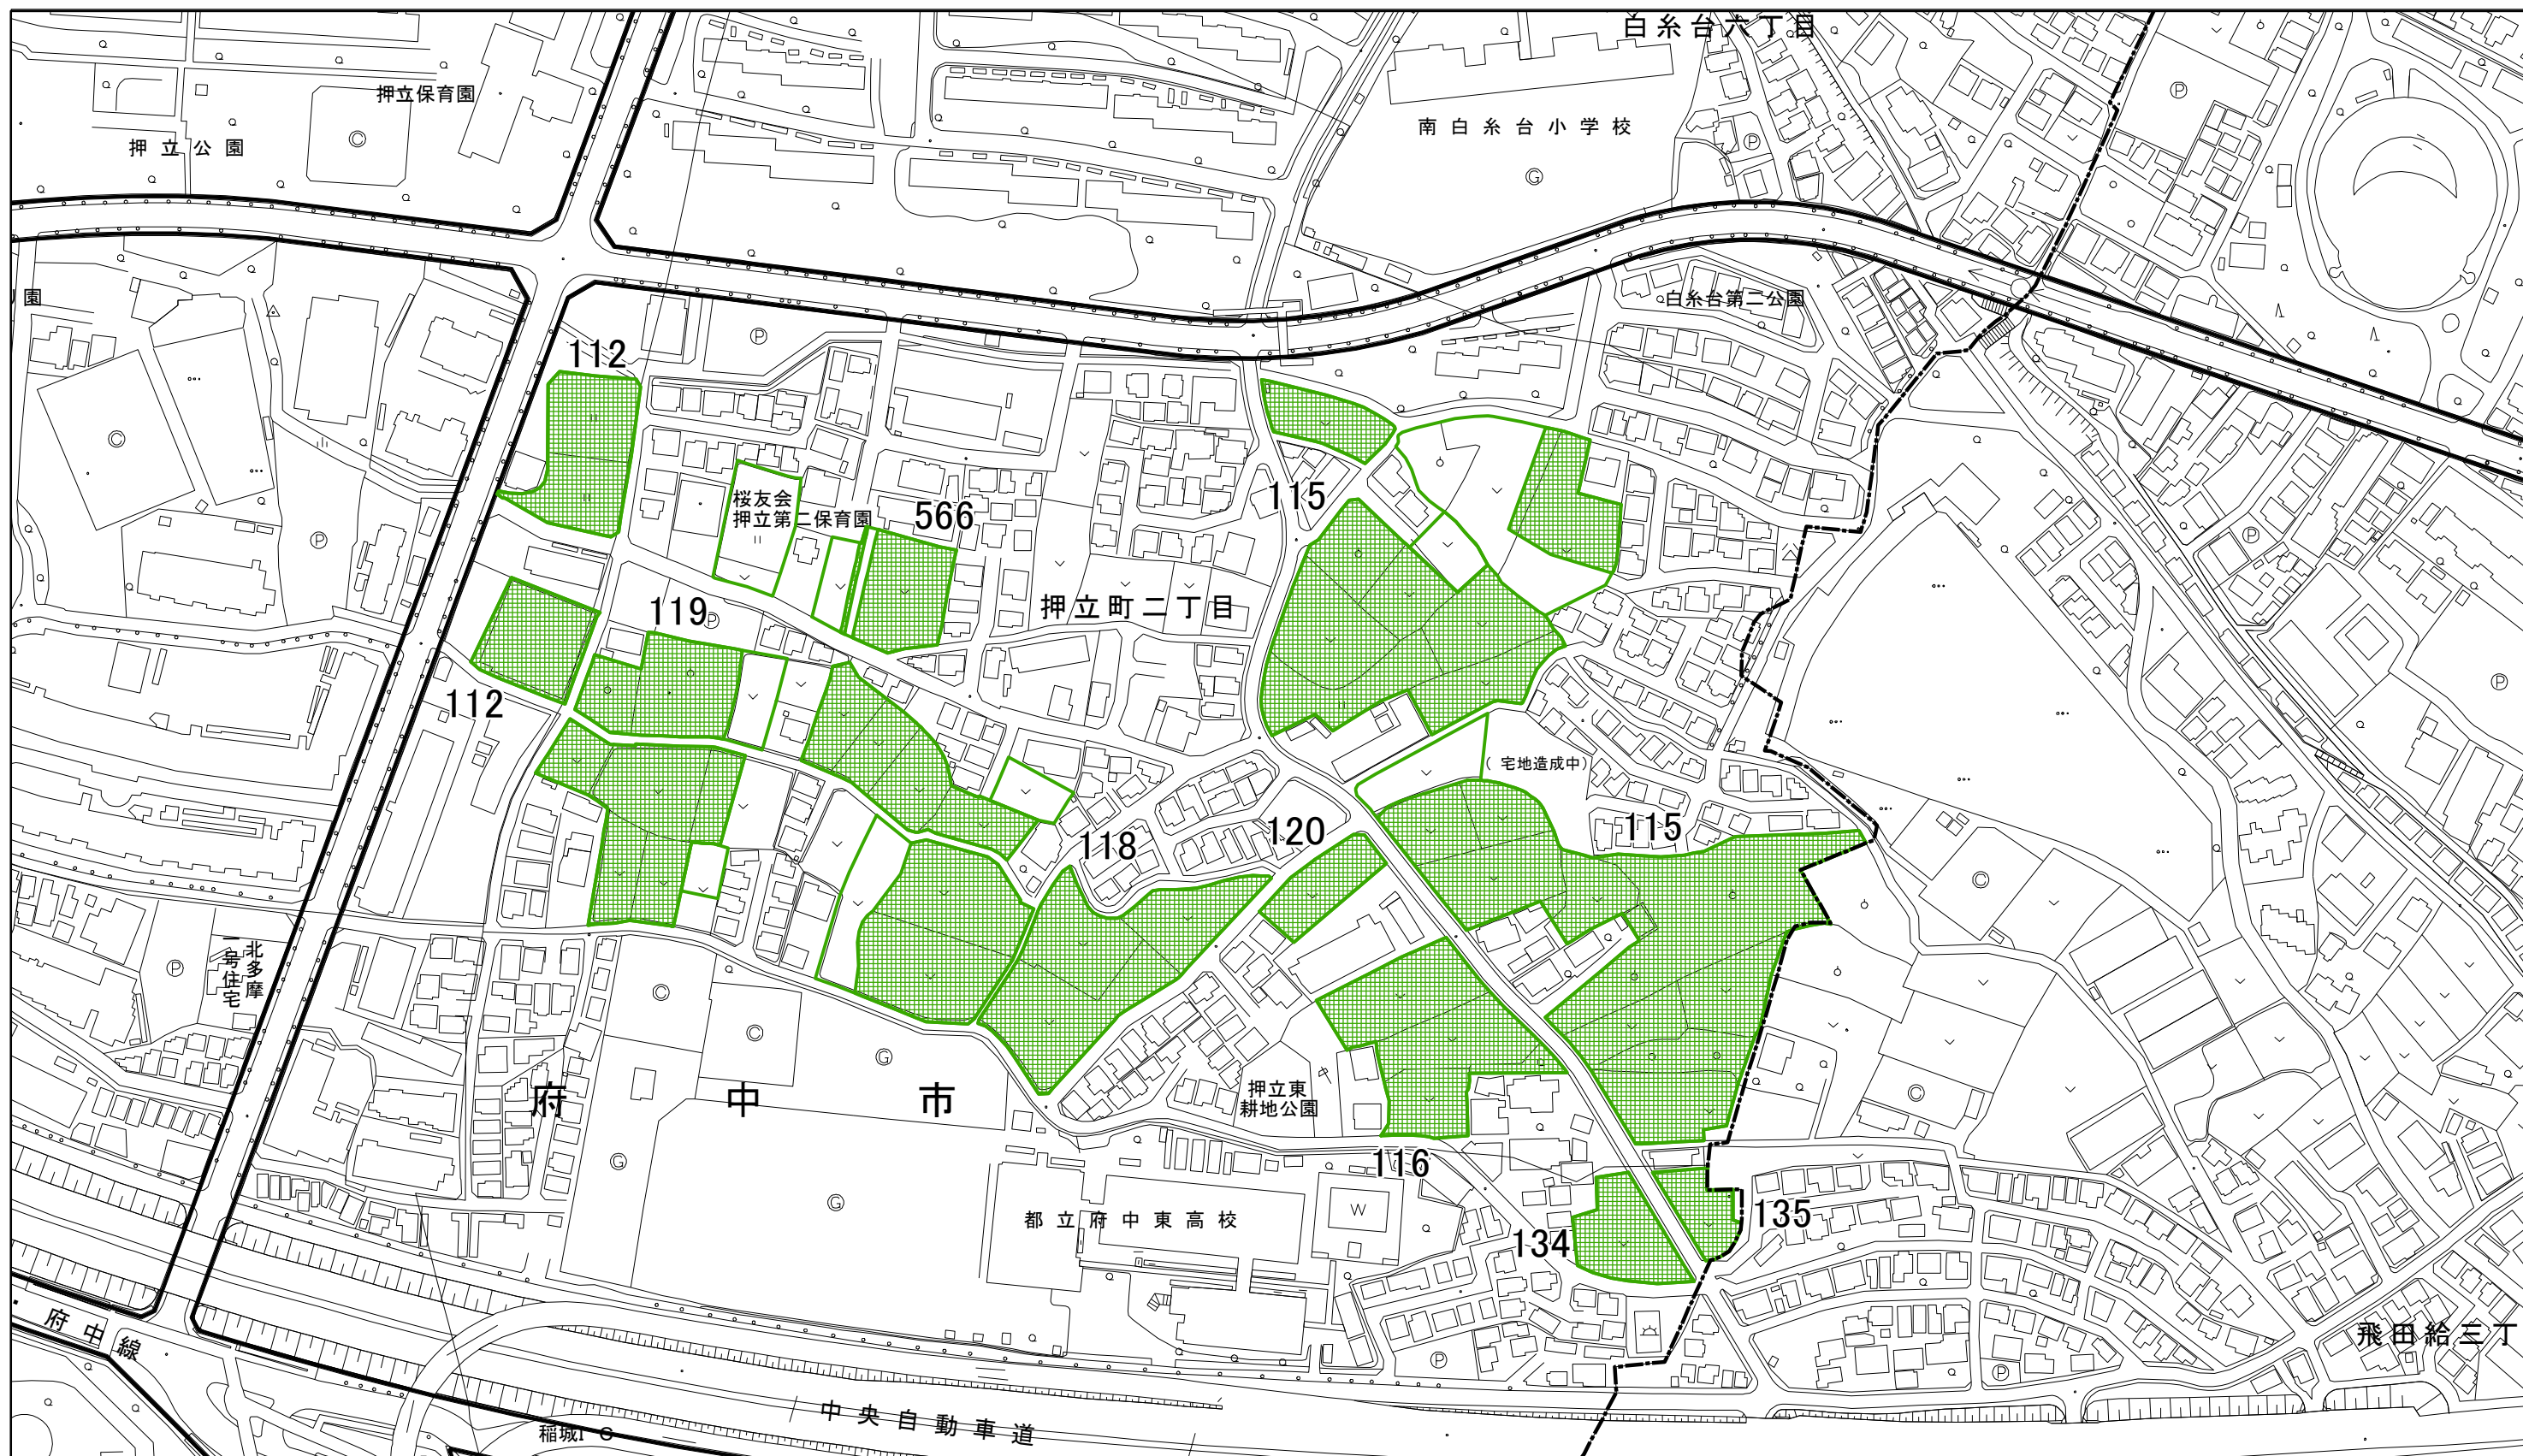 白糸台六丁目
押立保育園
押立公園
南白糸台小学校
園
白糸台第二公園
112
115
桜友会
押立第二保育園
566
119
押立町二丁目
112
(宅地造成中)
118
120
115
北多摩
一号住宅
府中市
押立東
耕地公園
116
都立府中東高校
134
135
府中線
飛田給三丁
中央自動車道
稲城I C